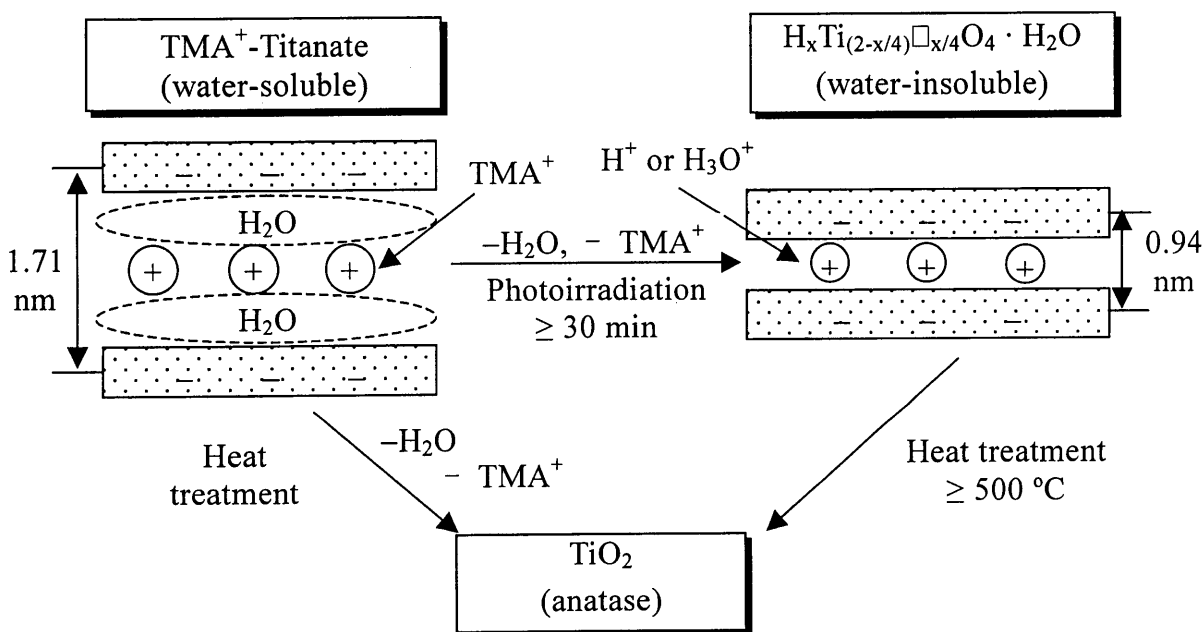 TMA⁺-Titanate
(water-soluble)
HₓTi₍₂₋ₓ/₄₎□ₓ/₄O₄ · H₂O
(water-insoluble)
TMA⁺
H⁺ or H₃O⁺
– – –
H₂O
+ + +
H₂O
– – –
1.71
nm
–H₂O, – TMA⁺
Photoirradiation
≥ 30 min
– – –
+ + +
– – –
0.94
nm
Heat
treatment
–H₂O
– TMA⁺
Heat treatment
≥ 500 ºC
TiO₂
(anatase)